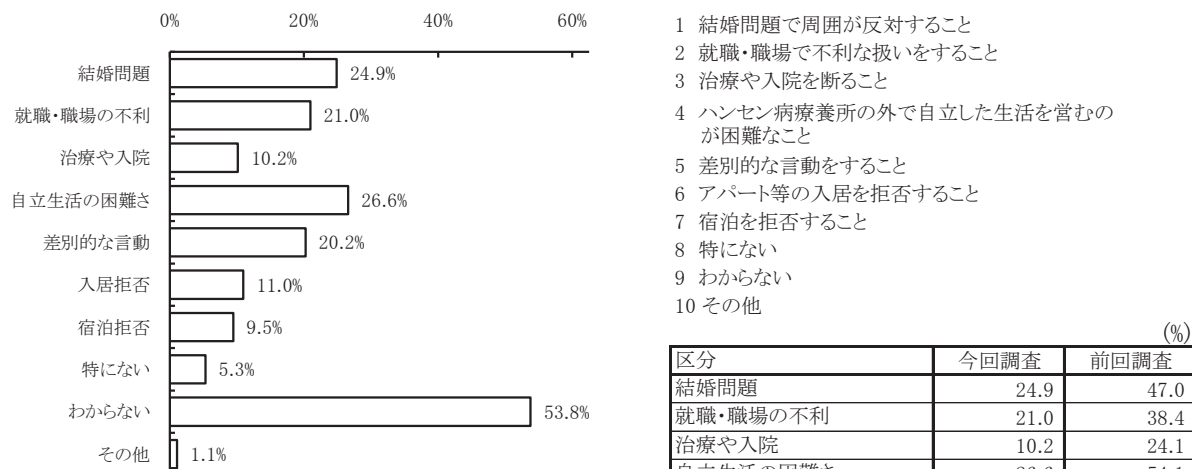 0% 20% 40% 60%
結婚問題 24.9%
就職・職場の不利 21.0%
治療や入院 10.2%
自立生活の困難さ 26.6%
差別的な言動 20.2%
入居拒否 11.0%
宿泊拒否 9.5%
特にない 5.3%
わからない 53.8%
その他 1.1%
1 結婚問題で周囲が反対すること
2 就職・職場で不利な扱いをすること
3 治療や入院を断ること
4 ハンセン病療養所の外で自立した生活を営むの
が困難なこと
5 差別的な言動をすること
6 アパート等の入居を拒否すること
7 宿泊を拒否すること
8 特にない
9 わからない
10 その他
(%)
区分 今回調査 前回調査
結婚問題 24.9 47.0
就職・職場の不利 21.0 38.4
治療や入院 10.2 24.1